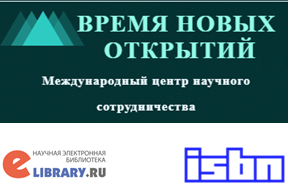 ВРЕМЯ НОВЫХ
ОТКРЫТИЙ
Международный центр научного
сотрудничества
НАУЧНАЯ ЭЛЕКТРОННАЯ
БИБЛИОТЕКА
eLIBRARY.RU
isbn